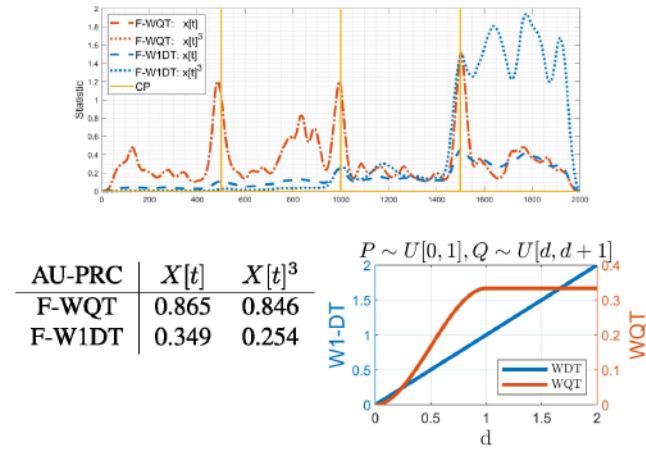 F-WQT: x[t]
F-WQT: x[t]³
F-W1DT: x[t]
F-W1DT: x[t]³
CP
Statistic
2
1.8
1.6
1.4
1.2
1
0.8
0.6
0.4
0.2
0
0 200 400 600 800 1000 1200 1400 1600 1800 2000
AU-PRC X[t] X[t]³
F-WQT 0.865 0.846
F-W1DT 0.349 0.254
P ~ U[0, 1], Q ~ U[d, d + 1]
W1-DT
2
1.5
1
0.5
0
WQT
0.4
0.3
0.2
0.1
0
WDT
WQT
0 0.5 1 1.5 2
d